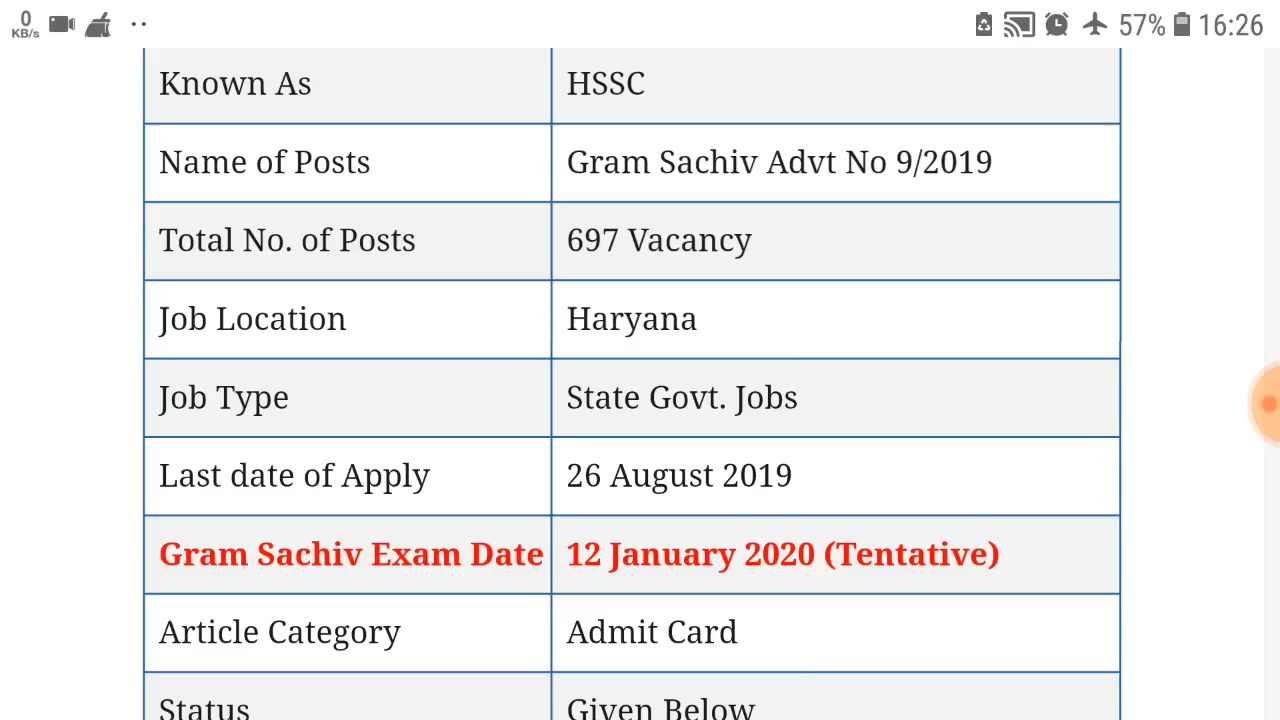 0
KB/s
57% 16:26
Known As HSSC
Name of Posts Gram Sachiv Advt No 9/2019
Total No. of Posts 697 Vacancy
Job Location Haryana
Job Type State Govt. Jobs
Last date of Apply 26 August 2019
Gram Sachiv Exam Date 12 January 2020 (Tentative)
Article Category Admit Card
Status Given Below